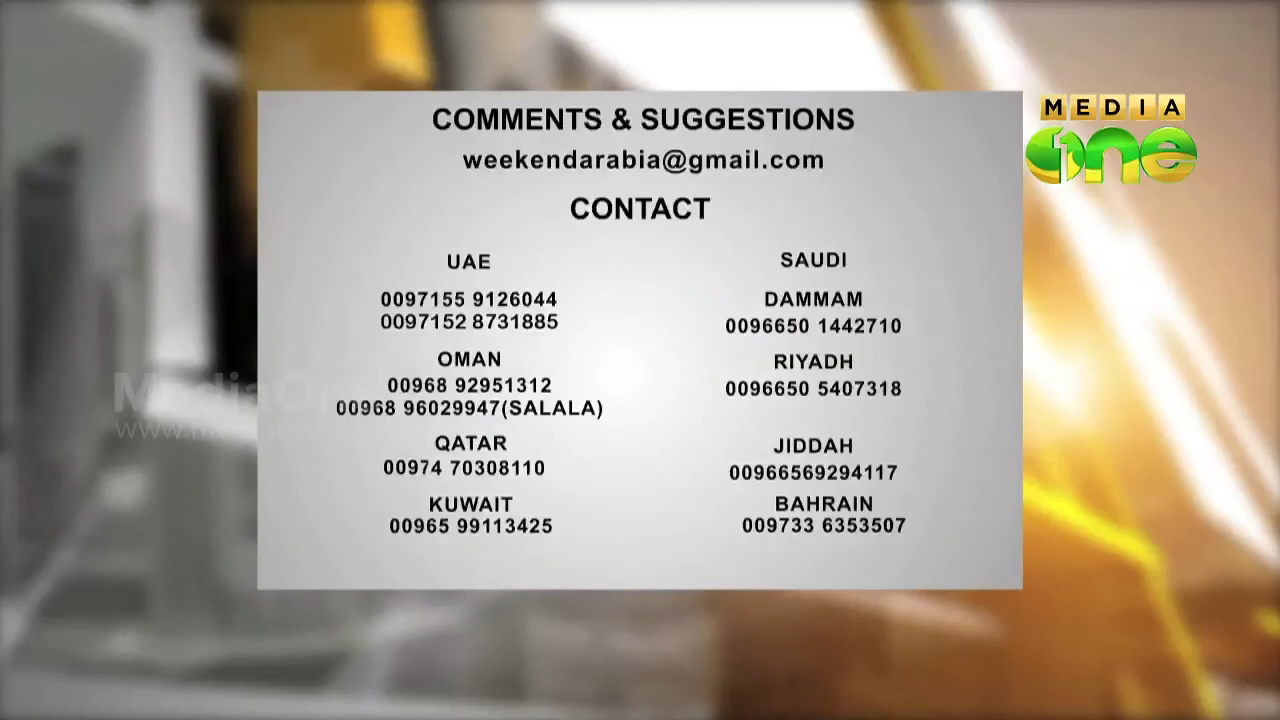 COMMENTS & SUGGESTIONS
weekendarabia@gmail.com
CONTACT
UAE
0097155 9126044
0097152 8731885
OMAN
00968 92951312
00968 96029947(SALALA)
QATAR
00974 70308110
KUWAIT
00965 99113425
SAUDI
DAMMAM
0096650 1442710
RIYADH
0096650 5407318
JIDDAH
00966569294117
BAHRAIN
009733 6353507
MEDIA
one